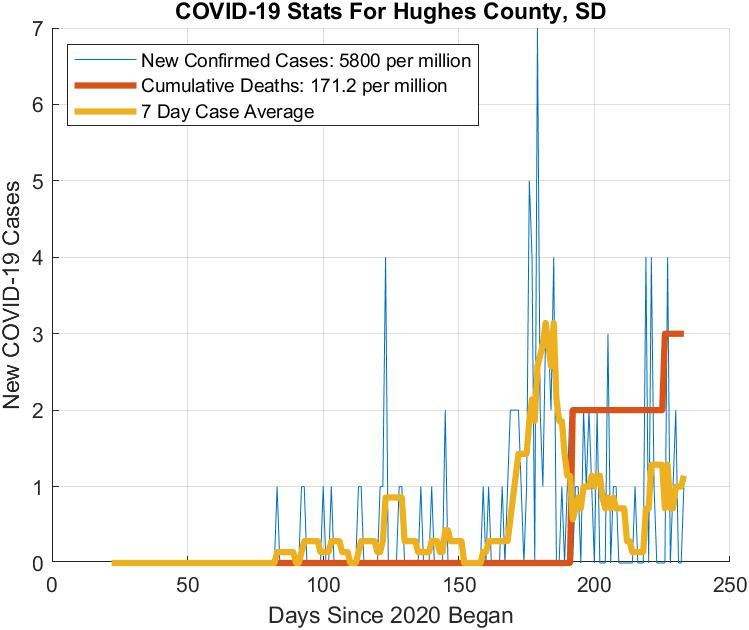 COVID-19 Stats For Hughes County, SD
New Confirmed Cases: 5800 per million
Cumulative Deaths: 171.2 per million
7 Day Case Average
New COVID-19 Cases
7
6
5
4
3
2
1
0
0 50 100 150 200 250
Days Since 2020 Began